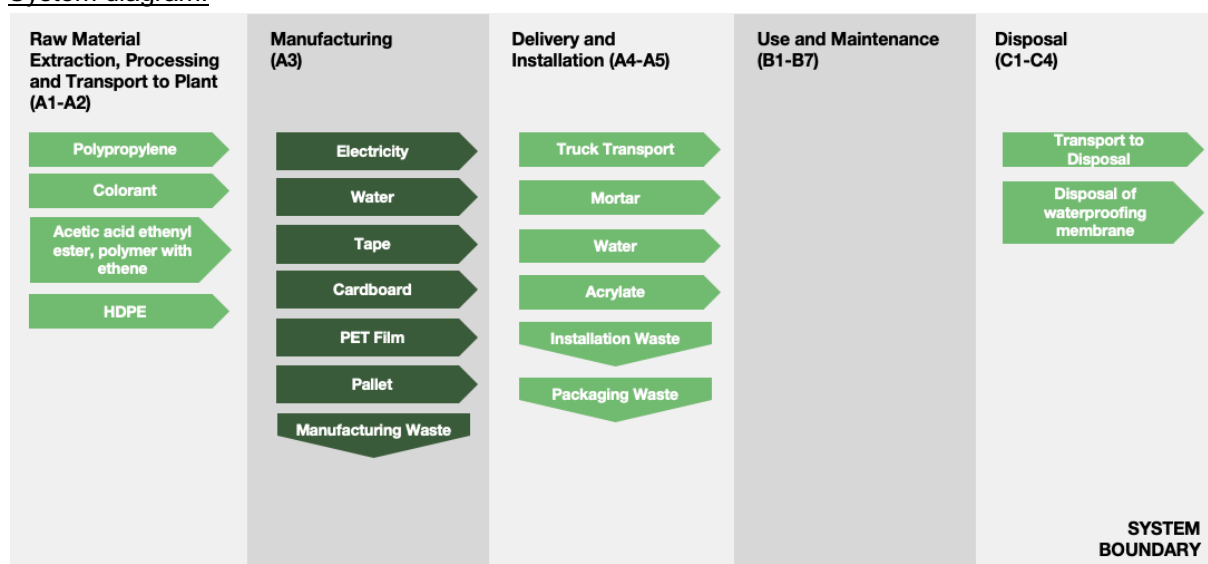 System diagram:
Raw Material
Extraction, Processing
and Transport to Plant
(A1-A2)
Polypropylene
Colorant
Acetic acid ethenyl
ester, polymer with
ethene
HDPE
Manufacturing
(A3)
Electricity
Water
Tape
Cardboard
PET Film
Pallet
Manufacturing Waste
Delivery and
Installation (A4-A5)
Truck Transport
Mortar
Water
Acrylate
Installation Waste
Packaging Waste
Use and Maintenance
(B1-B7)
Disposal
(C1-C4)
Transport to
Disposal
Disposal of
waterproofing
membrane
SYSTEM
BOUNDARY